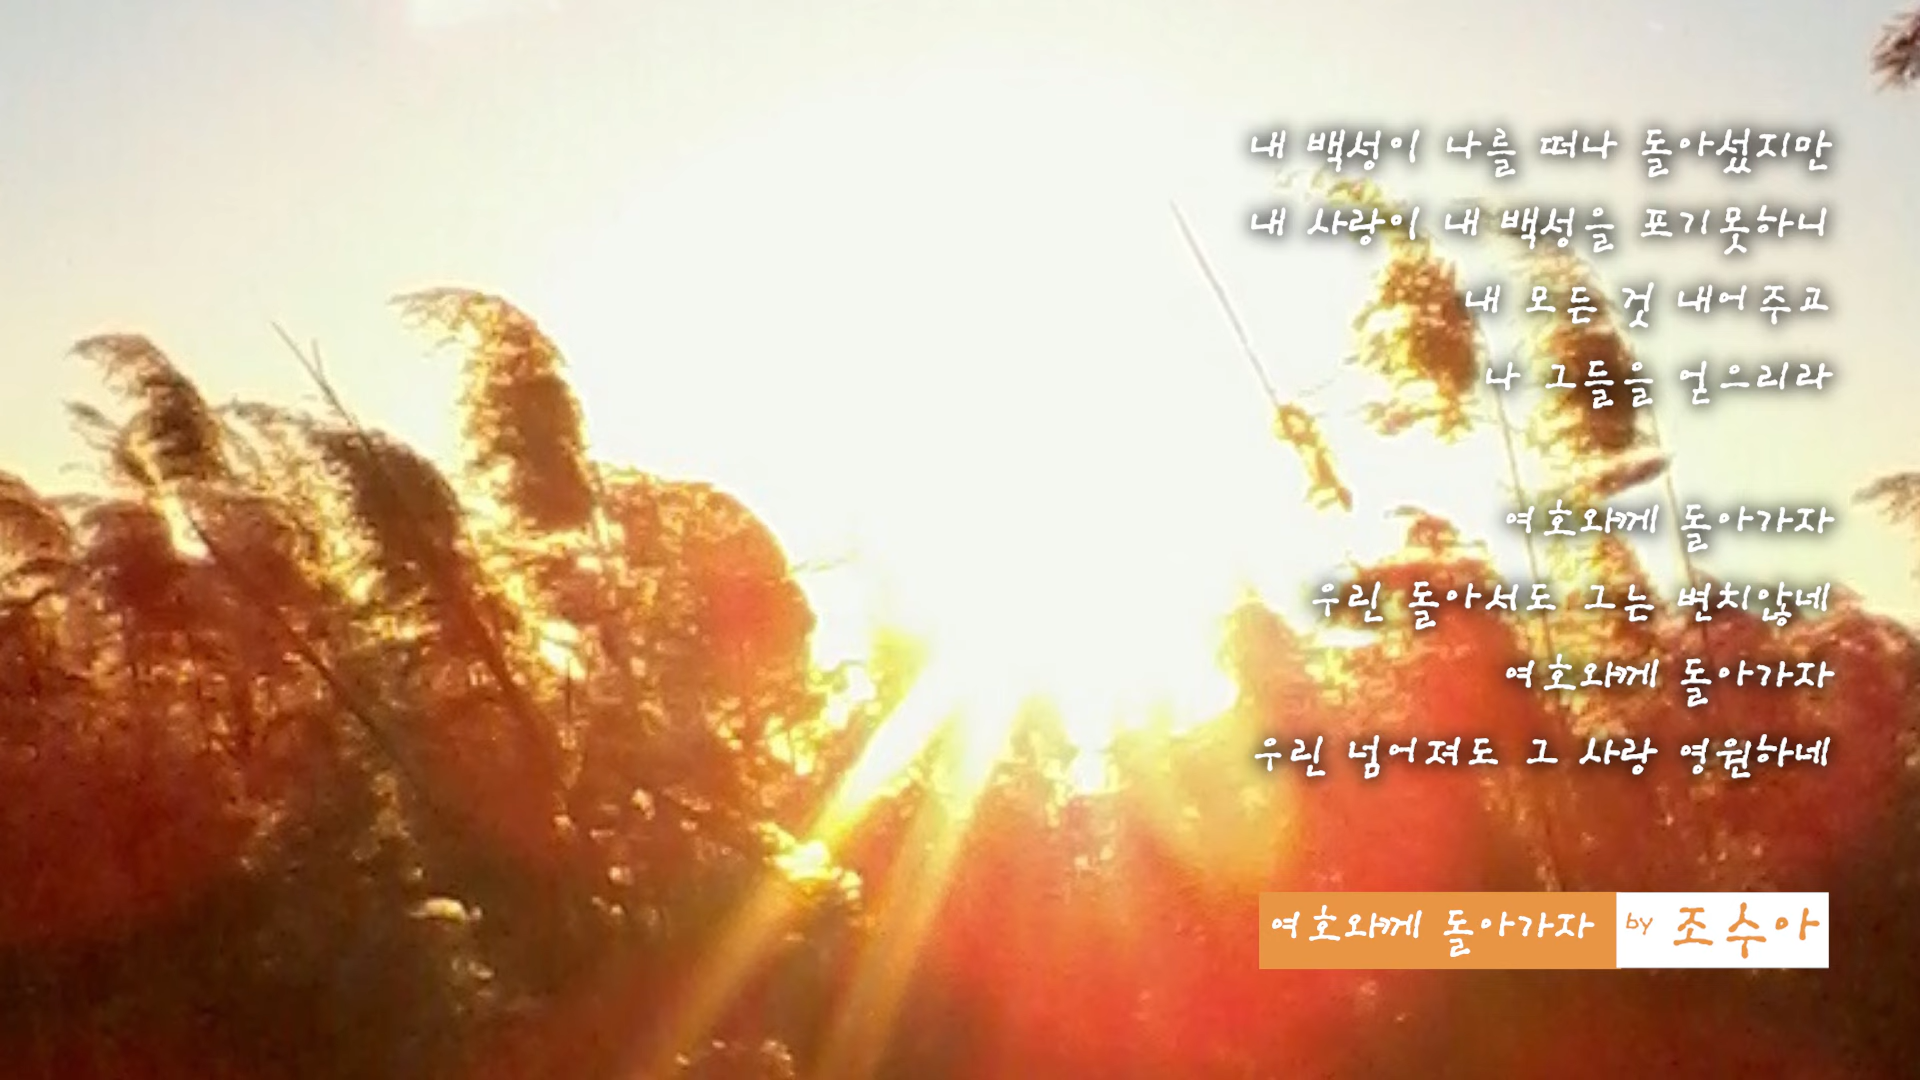 내 백성이 나를 떠나 돌아섰지만
내 사랑이 내 백성을 포기못하니
내 모든 것 내어주고
나 그들을 얻으리라
여호와께 돌아가자
우린 돌아서도 그는 변치않네
여호와께 돌아가자
우린 넘어져도 그 사랑 영원하네
여호와께 돌아가자 by 조수아